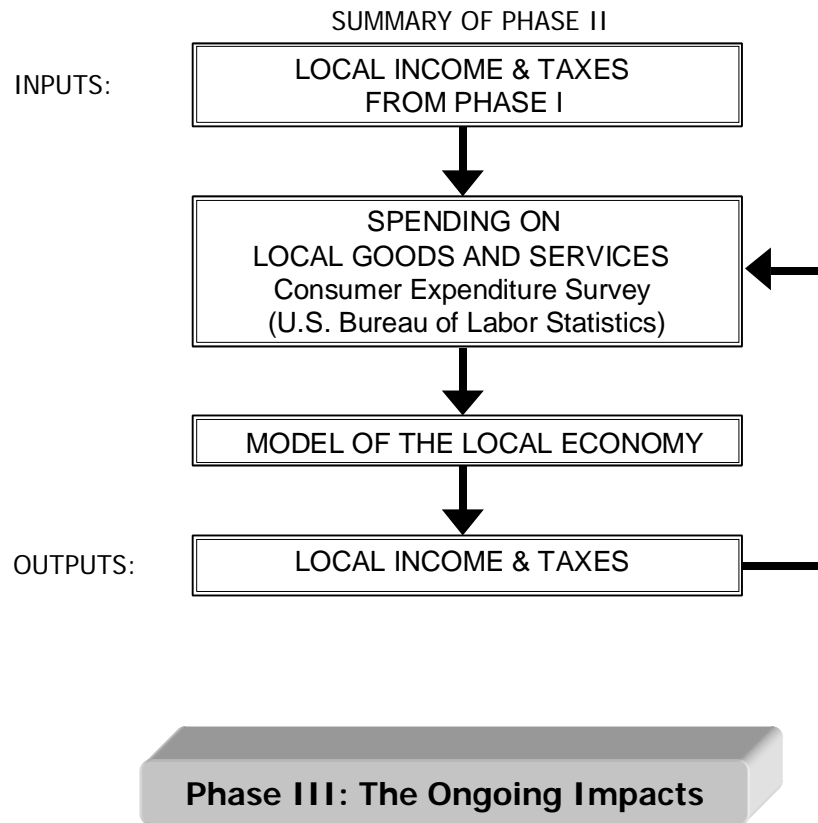 SUMMARY OF PHASE II
INPUTS:
LOCAL INCOME & TAXES
FROM PHASE I
SPENDING ON
LOCAL GOODS AND SERVICES
Consumer Expenditure Survey
(U.S. Bureau of Labor Statistics)
MODEL OF THE LOCAL ECONOMY
OUTPUTS:
LOCAL INCOME & TAXES
Phase III: The Ongoing Impacts